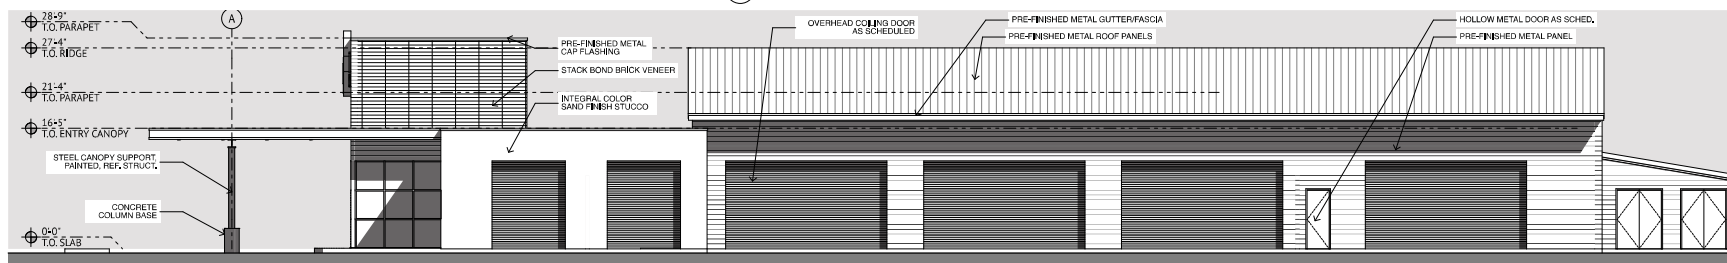 28'-9"
T.O. PARAPET
27'-4"
T.O. RIDGE
21'-4"
T.O. PARAPET
16'-5"
T.O. ENTRY CANOPY
0'-0"
T.O. SLAB
A
STEEL CANOPY SUPPORT,
PAINTED, REF. STRUCT.
CONCRETE
COLUMN BASE
PRE-FINISHED METAL
CAP FLASHING
STACK BOND BRICK VENEER
INTEGRAL COLOR
SAND FINISH STUCCO
OVERHEAD COILING DOOR
AS SCHEDULED
PRE-FINISHED METAL GUTTER/FASCIA
PRE-FINISHED METAL ROOF PANELS
HOLLOW METAL DOOR AS SCHED.
PRE-FINISHED METAL PANEL